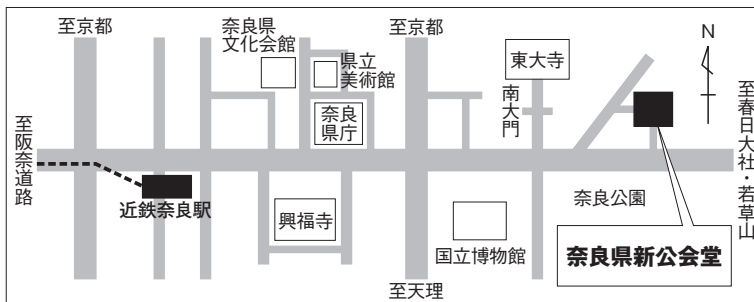 至京都
奈良県
文化会館
県立
美術館
至京都
東大寺
N
至阪奈道路
奈良
県庁
南大門
至春日大社・若草山
近鉄奈良駅
興福寺
国立博物館
奈良公園
奈良県新公会堂
至天理